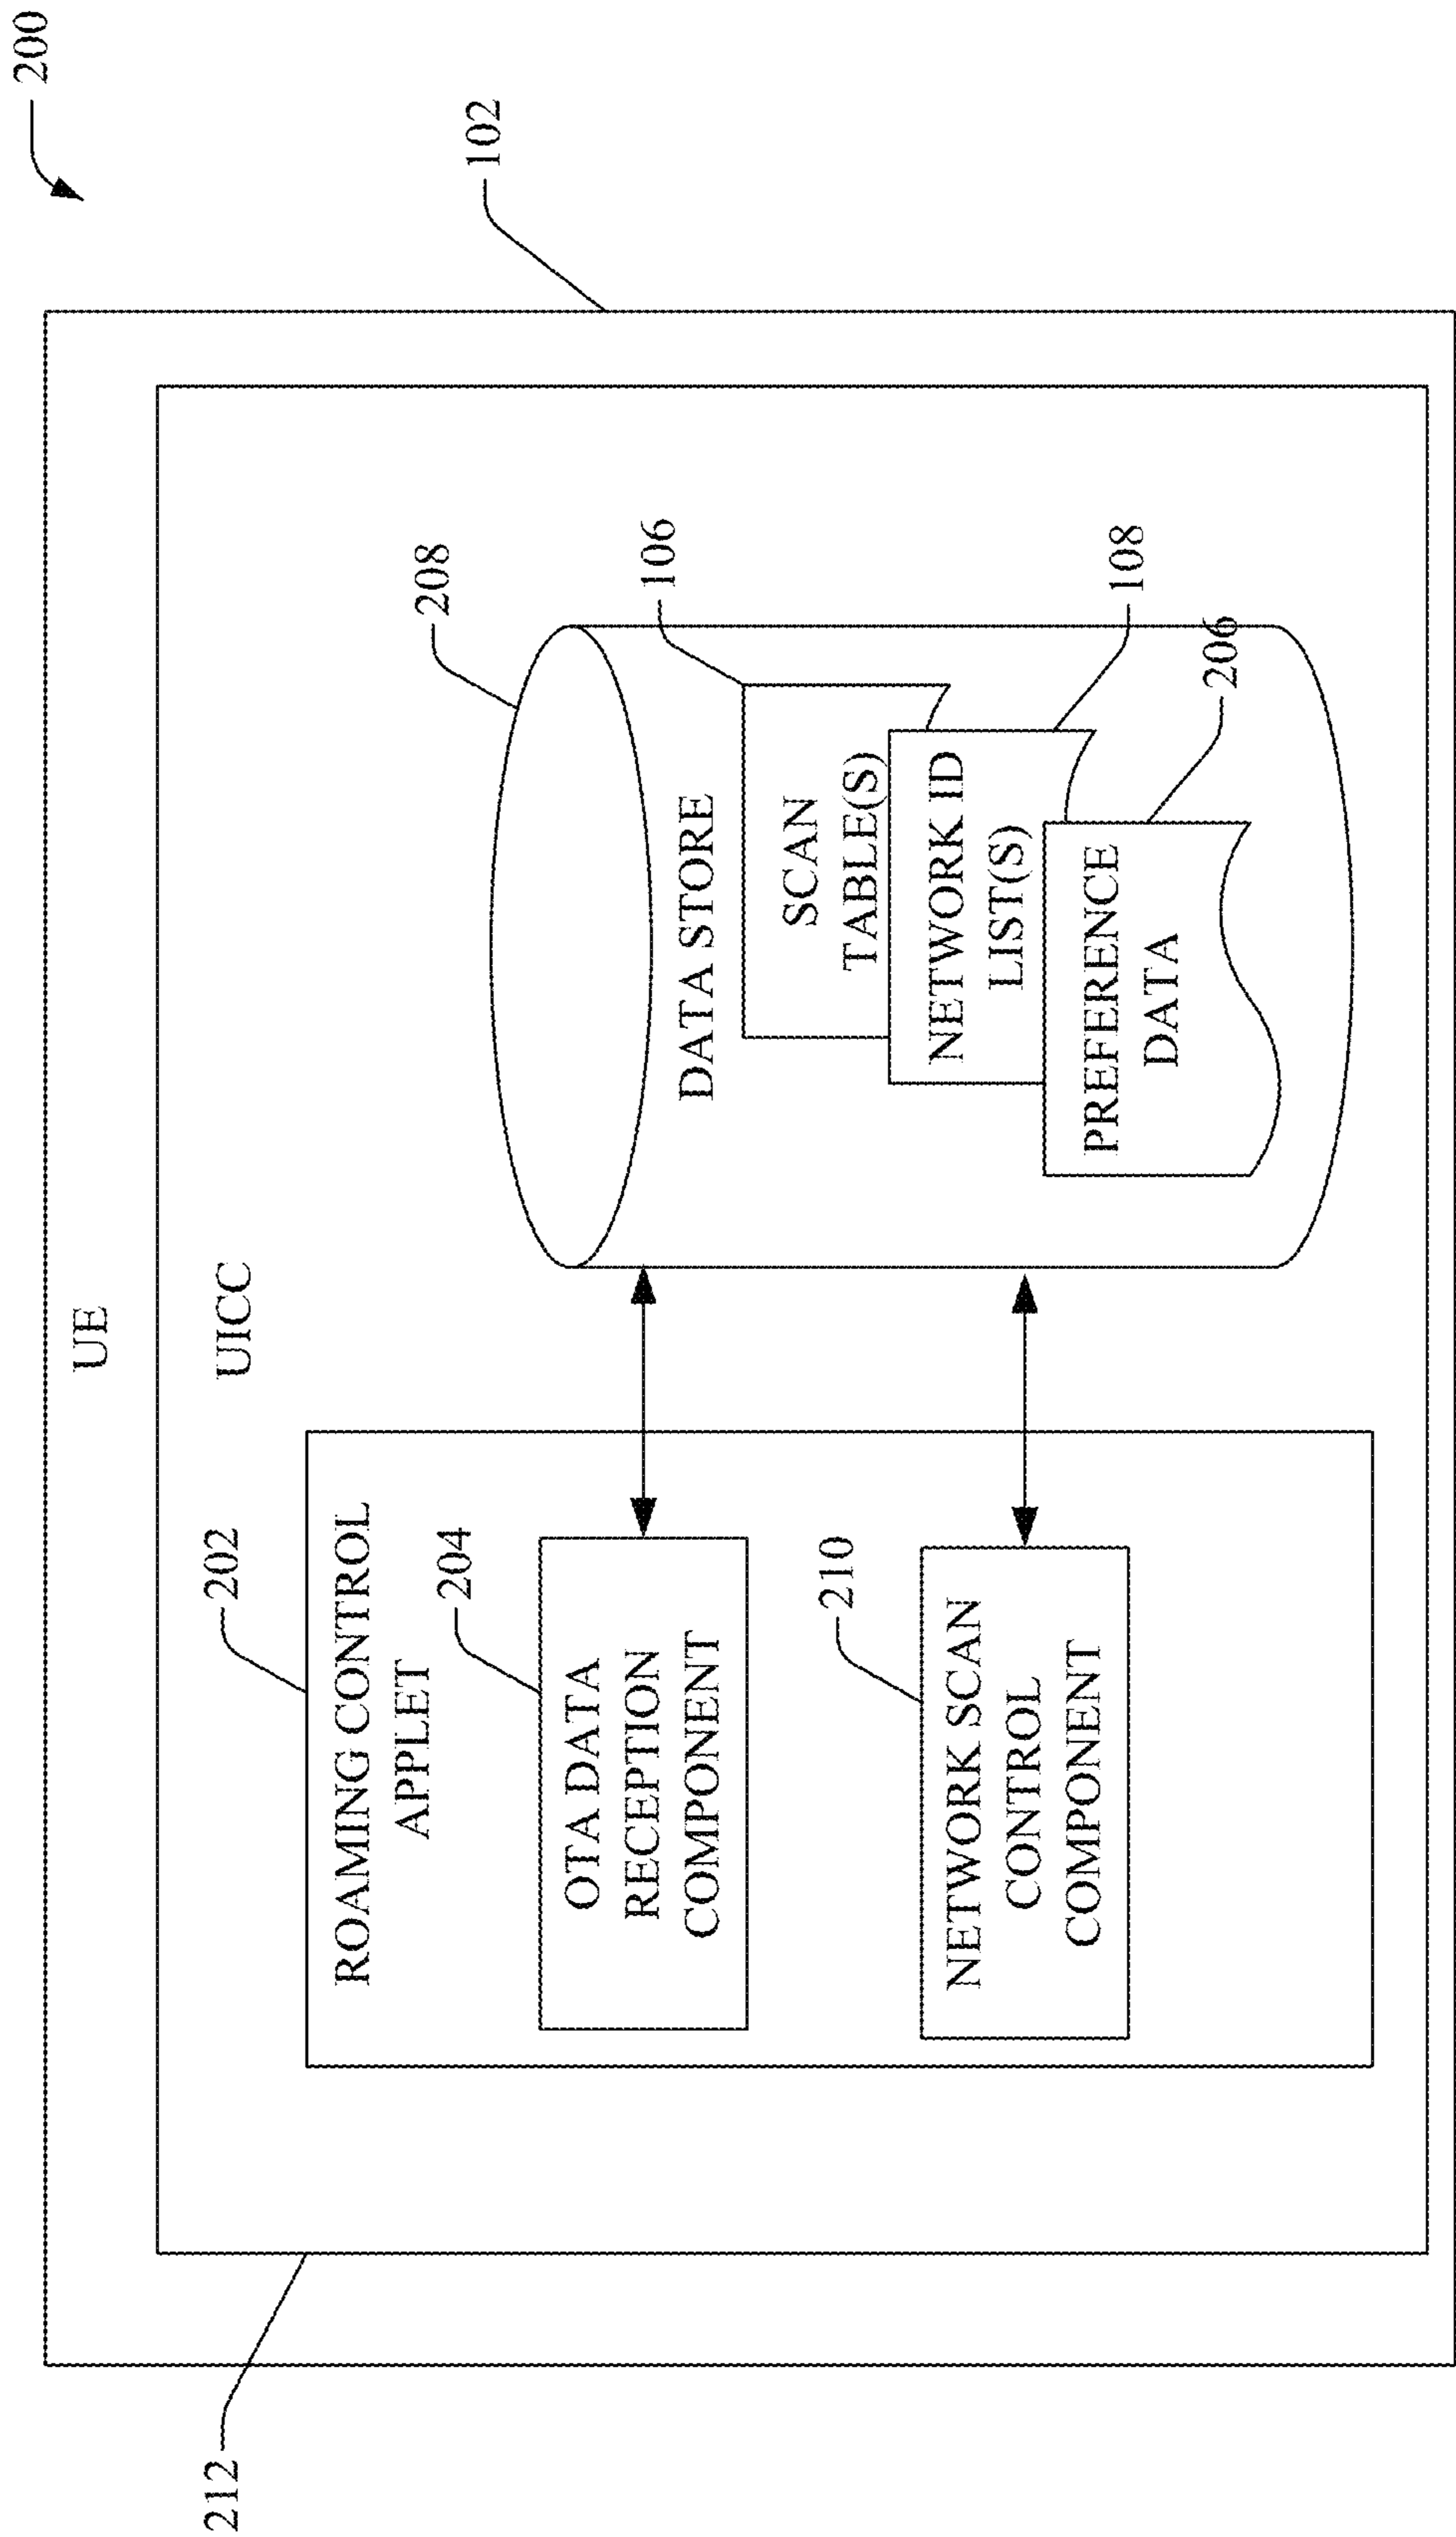 200
102
UE
UICC
212
202
ROAMING CONTROL
APPLET
204
OTA DATA
RECEPTION
COMPONENT
210
NETWORK SCAN
CONTROL
COMPONENT
208
DATA STORE
106
SCAN
TABLE(S)
108
NETWORK ID
LIST(S)
206
PREFERENCE
DATA